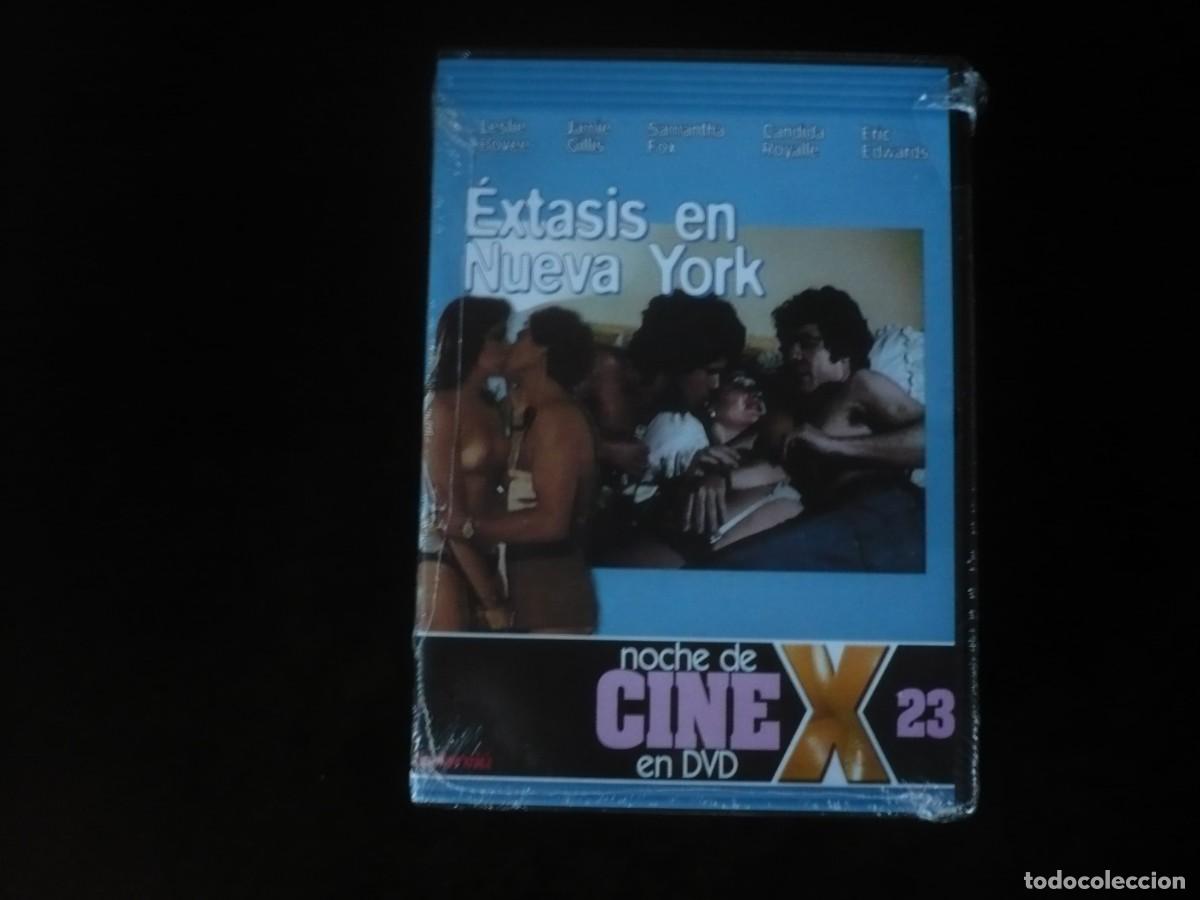 Leslie Jamie Samantha Candida Eric
Bovee Gillis Fox Royalle Edwards
Éxtasis en
Nueva York
noche de
CINE X 23
en DVD
todocoleccion